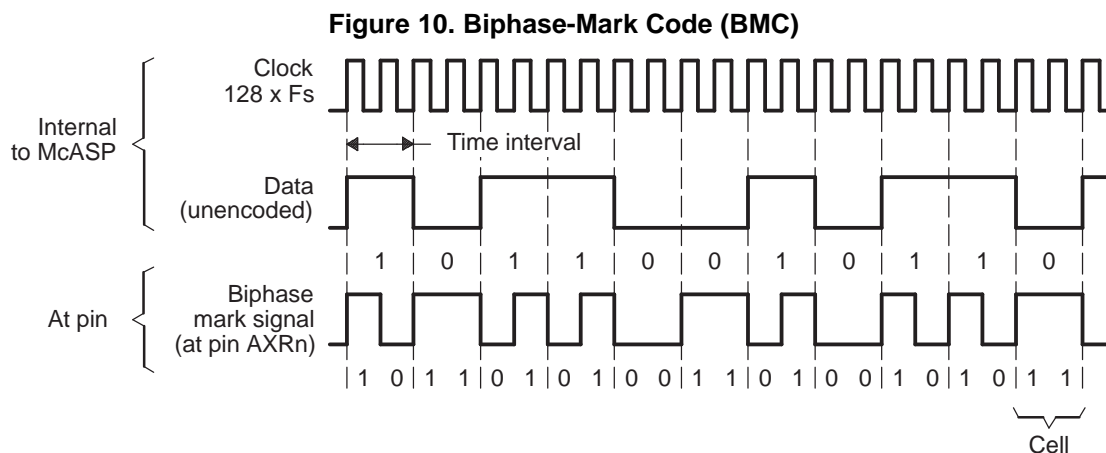 Figure 10. Biphase-Mark Code (BMC)
Clock
128 x Fs
Internal
to McASP
Time interval
Data
(unencoded)
1 0 1 1 0 0 1 0 1 1 0
At pin
Biphase
mark signal
(at pin AXRn)
1 0 1 1 0 1 0 1 0 0 1 1 0 1 0 0 1 0 1 0 1 1
Cell